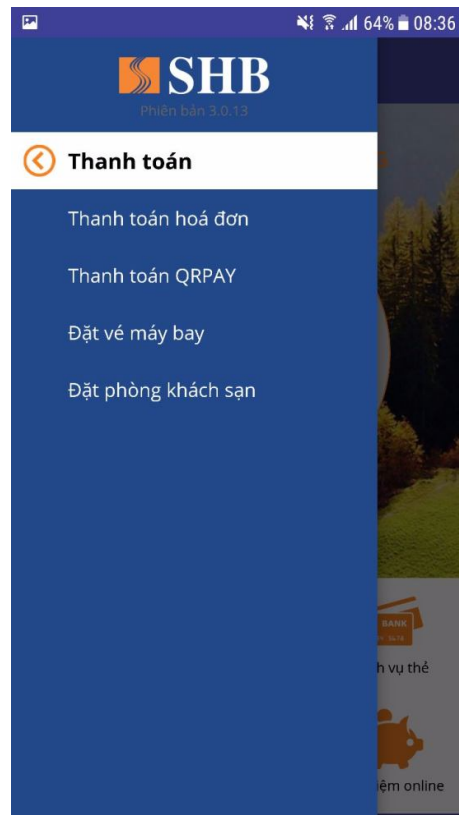 64% 08:36
SHB
Phiên bản 3.0.13
Thanh toán
Thanh toán hoá đơn
Thanh toán QRPAY
Đặt vé máy bay
Đặt phòng khách sạn
BANK
h vụ thẻ
iệm online